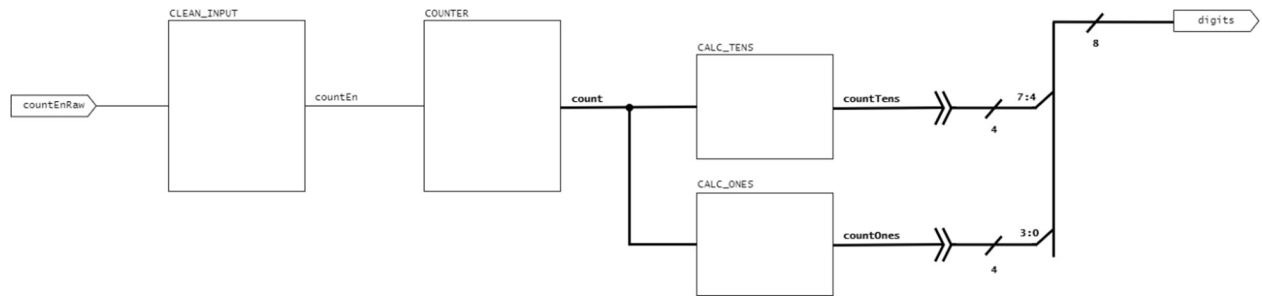 CLEAN_INPUT
COUNTER
digits
8
CALC_TENS
countEnRaw
countEn
count
countTens
7:4
4
CALC_ONES
countOnes
3:0
4